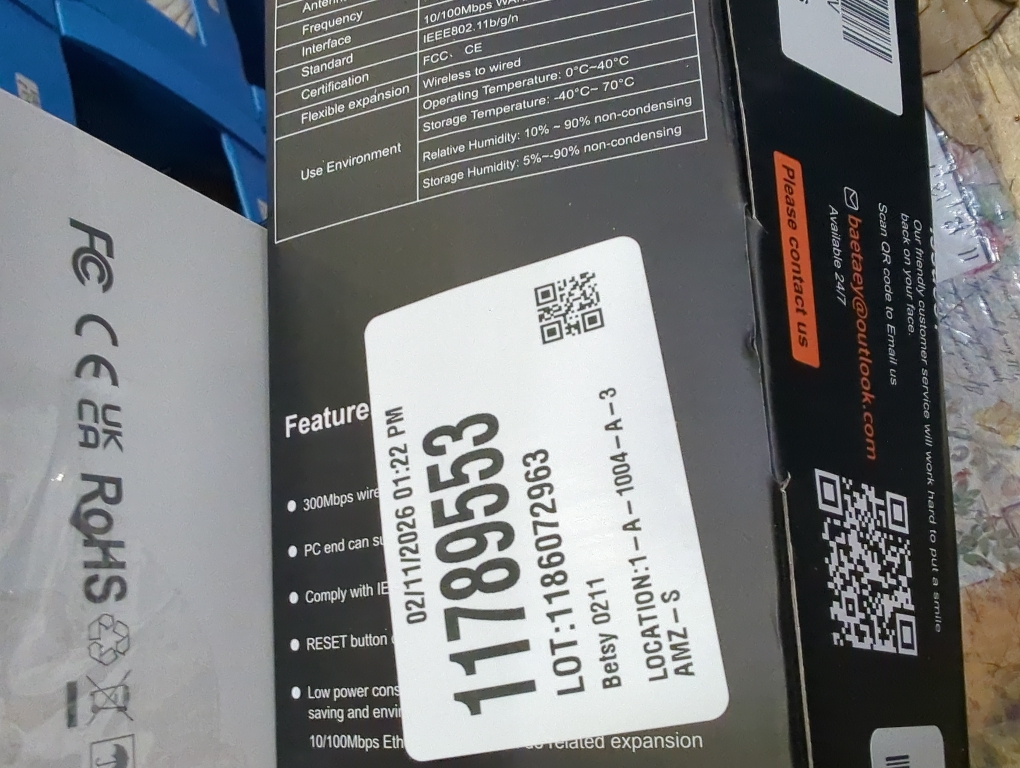 Frequency
10/100Mbps
Interface
IEEE802.11b/g/n
Standard
FCC、 CE
Certification
Wireless to wired
Flexible expansion
Operating Temperature: 0°C~40°C
Storage Temperature: -40°C~ 70°C
Use Environment
Relative Humidity: 10% ~ 90% non-condensing
Storage Humidity: 5%~-90% non-condensing
Feature
300Mbps wire
PC end can su
Comply with IE
RESET button
Low power cons
saving and envir
10/100Mbps Eth
related expansion
02/11/2026 01:22 PM
11789553
LOT:1186072963
Betsy 0211
LOCATION:1-A-1004-A-3
AMZ-S
FC CE UK CA RoHS
Our friendly customer service will work hard to put a smile
back on your face.
Scan QR code to Email us
baetaey@outlook.com
Available 24/7
Please contact us